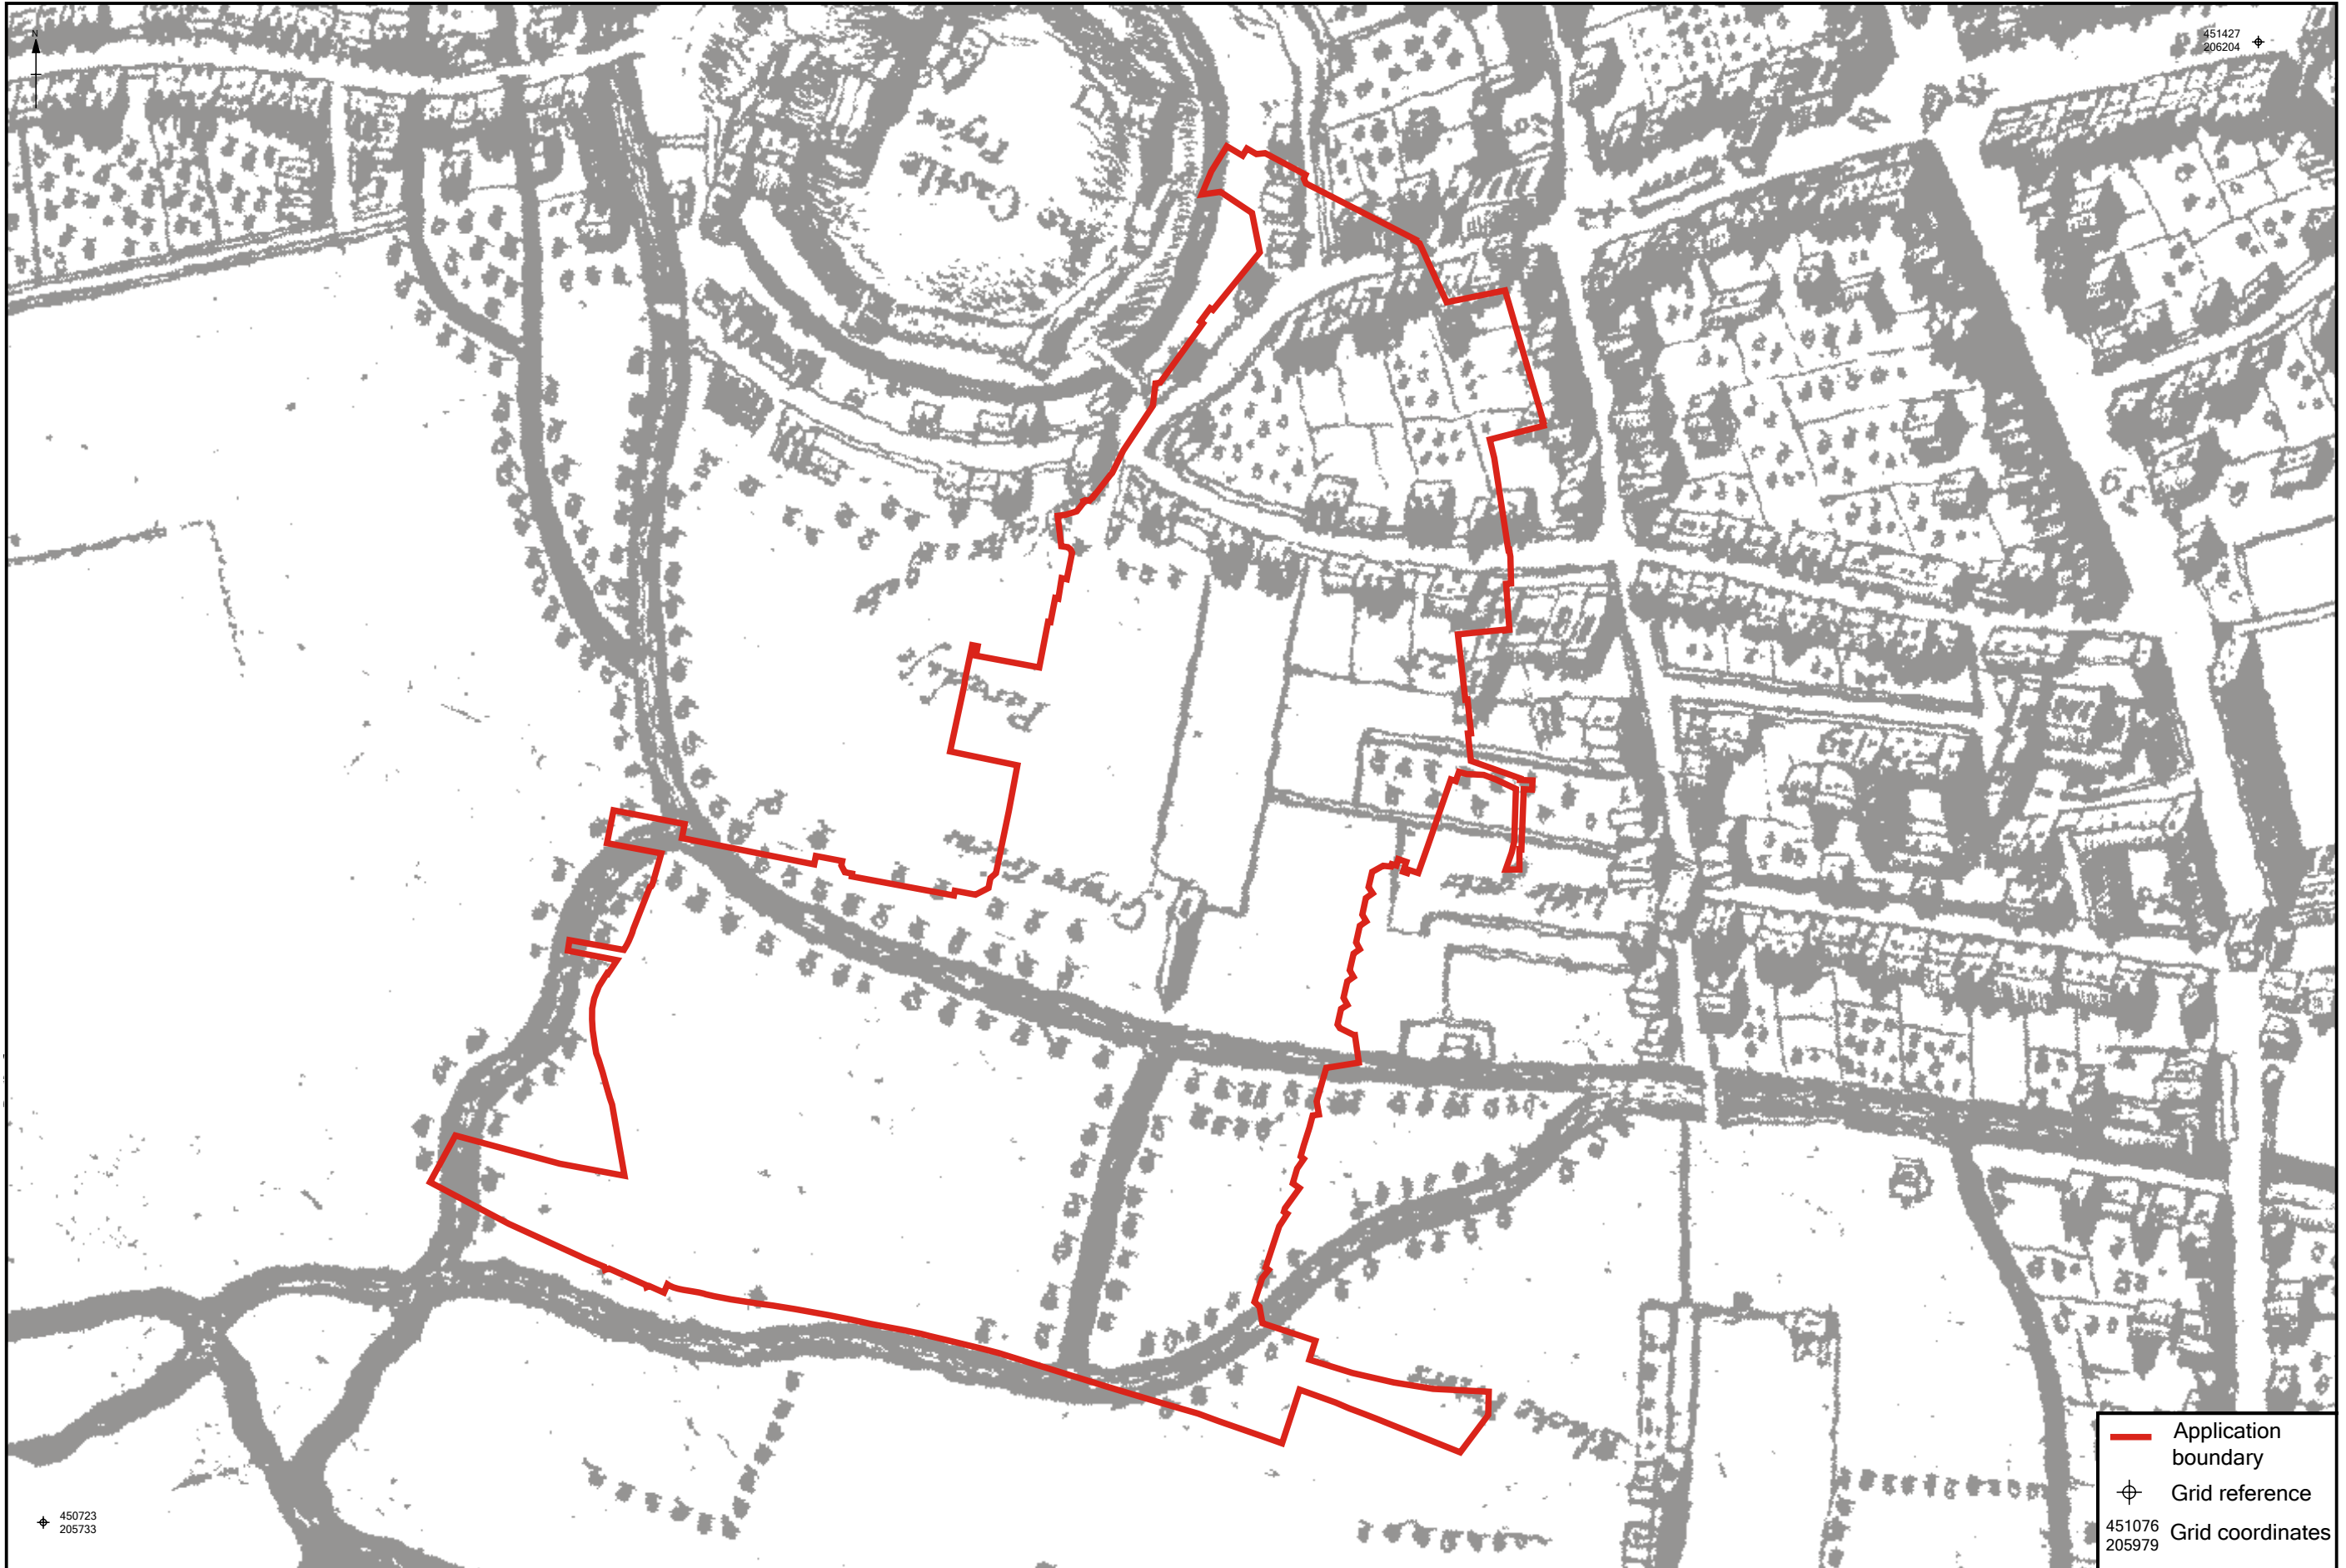 N
451427
206204
Castle
450723
205733
Application
boundary
Grid reference
451076
205979
Grid coordinates